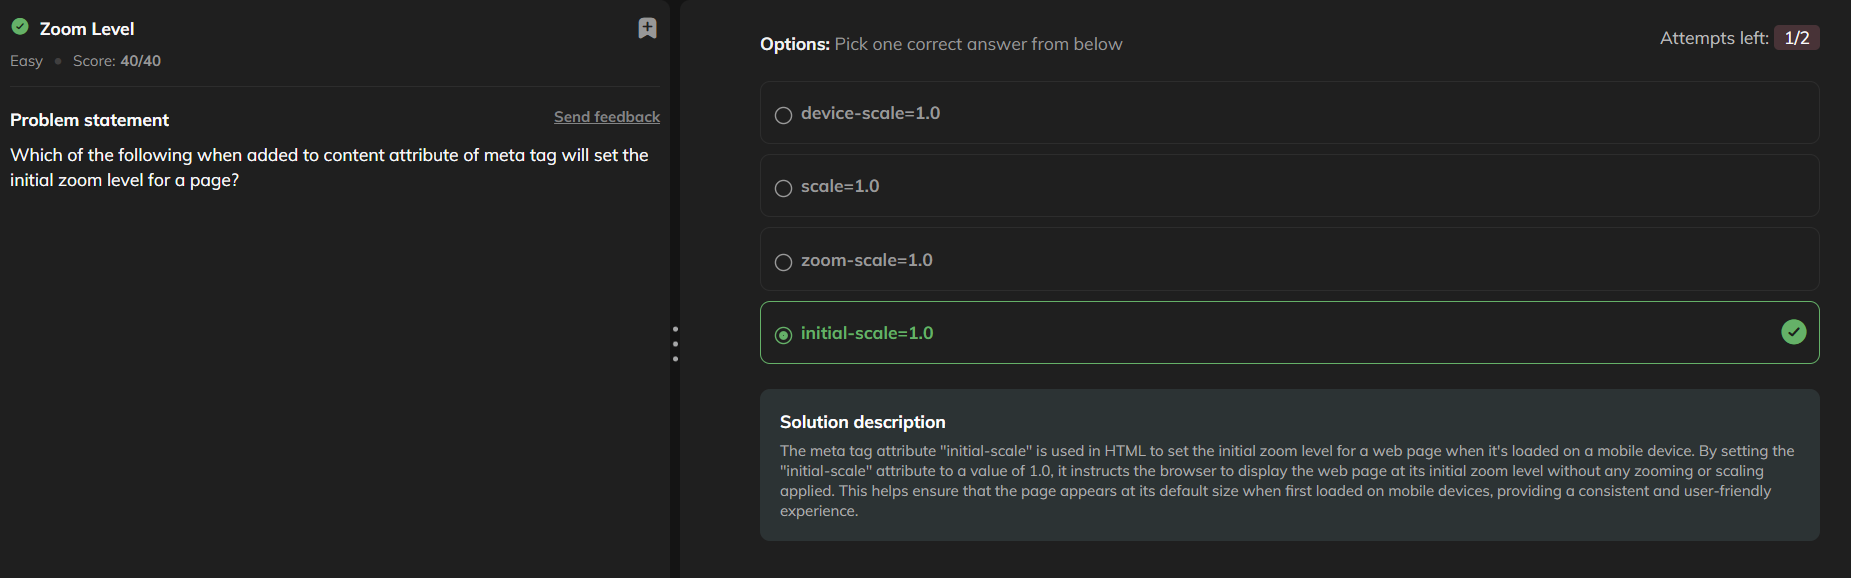 Zoom Level
Easy • Score: 40/40
Problem statement
Send feedback
Which of the following when added to content attribute of meta tag will set the
initial zoom level for a page?
Options: Pick one correct answer from below
Attempts left: 1/2
device-scale=1.0
scale=1.0
zoom-scale=1.0
initial-scale=1.0
Solution description
The meta tag attribute "initial-scale" is used in HTML to set the initial zoom level for a web page when it's loaded on a mobile device. By setting the
"initial-scale" attribute to a value of 1.0, it instructs the browser to display the web page at its initial zoom level without any zooming or scaling
applied. This helps ensure that the page appears at its default size when first loaded on mobile devices, providing a consistent and user-friendly
experience.